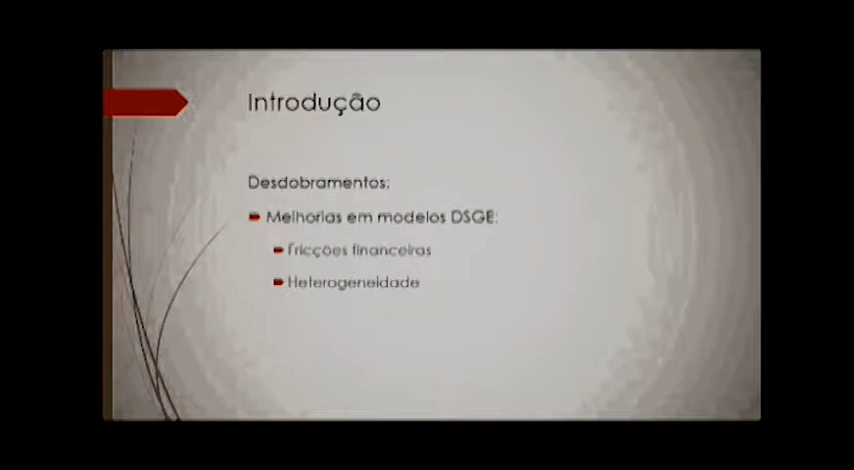 Introdução
Desdobramentos:
Melhorias em modelos DSGE:
Fricções financeiras
Heterogeneidade